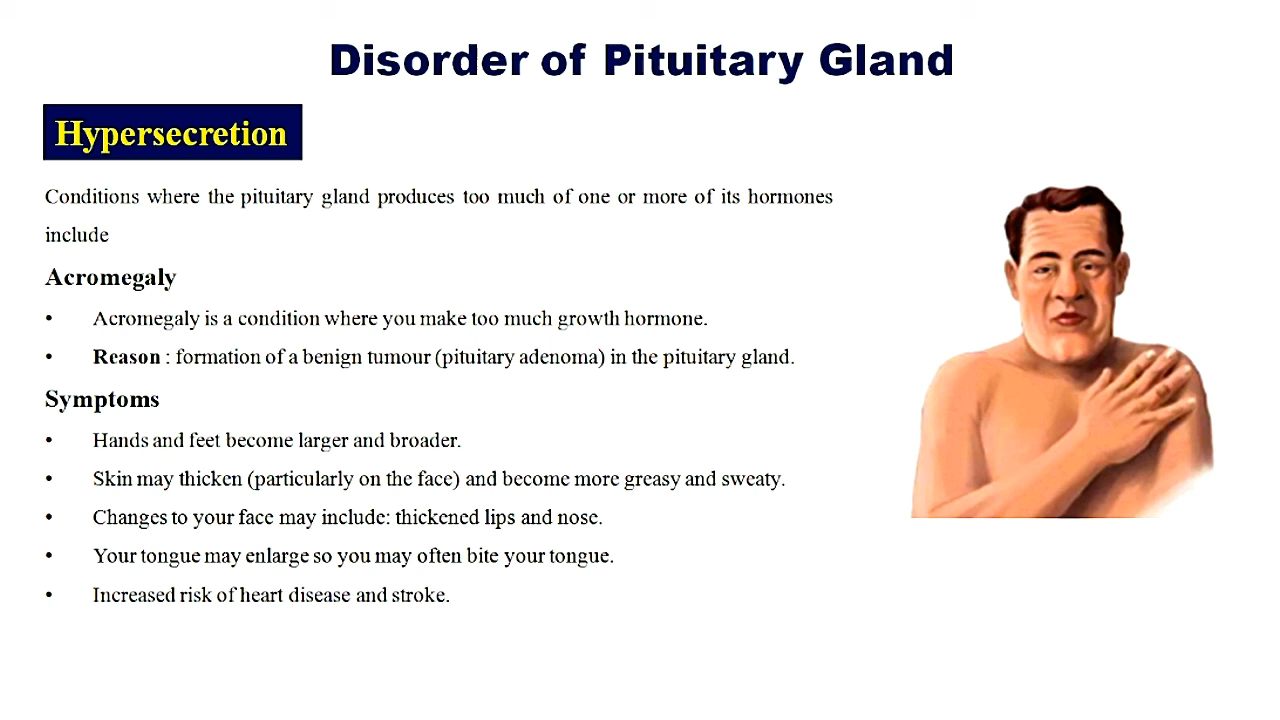 Disorder of Pituitary Gland
Hypersecretion
Conditions where the pituitary gland produces too much of one or more of its hormones
include
Acromegaly
• Acromegaly is a condition where you make too much growth hormone.
• Reason : formation of a benign tumour (pituitary adenoma) in the pituitary gland.
Symptoms
• Hands and feet become larger and broader.
• Skin may thicken (particularly on the face) and become more greasy and sweaty.
• Changes to your face may include: thickened lips and nose.
• Your tongue may enlarge so you may often bite your tongue.
• Increased risk of heart disease and stroke.